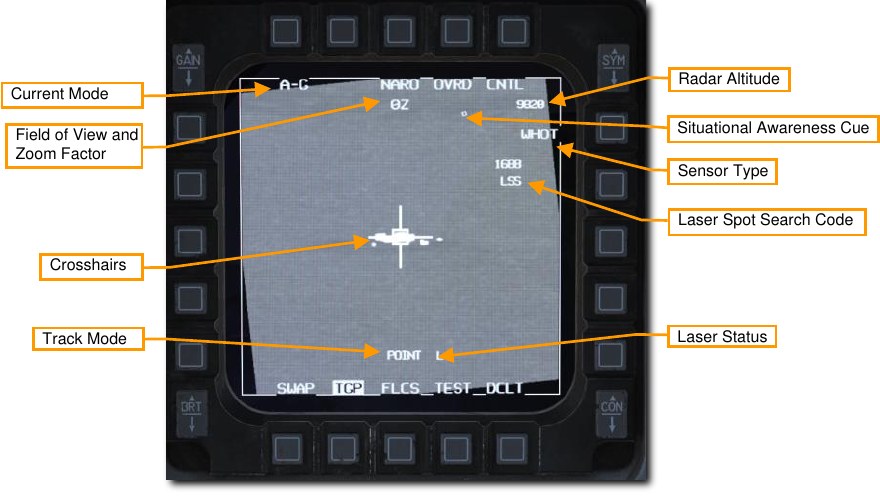 GAIN
SYM
A-G
NARO
OVRD
CNTL
Current Mode
Radar Altitude
0Z
9820
Situational Awareness Cue
Field of View and
Zoom Factor
WHOT
Sensor Type
1688
LSS
Laser Spot Search Code
Crosshairs
Track Mode
POINT
L
Laser Status
SWAP
TGP
FLCS
TEST
DCLT
BRT
CON